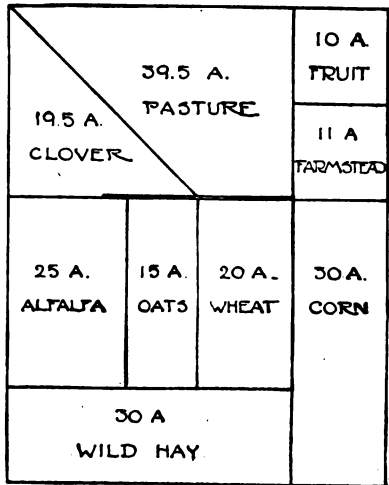 39.5 A.
PASTURE
10 A.
FRUIT
19.5 A.
CLOVER
11 A
FARMSTEAD
25 A.
ALFALFA
15 A.
OATS
20 A.
WHEAT
30 A.
CORN
30 A
WILD HAY